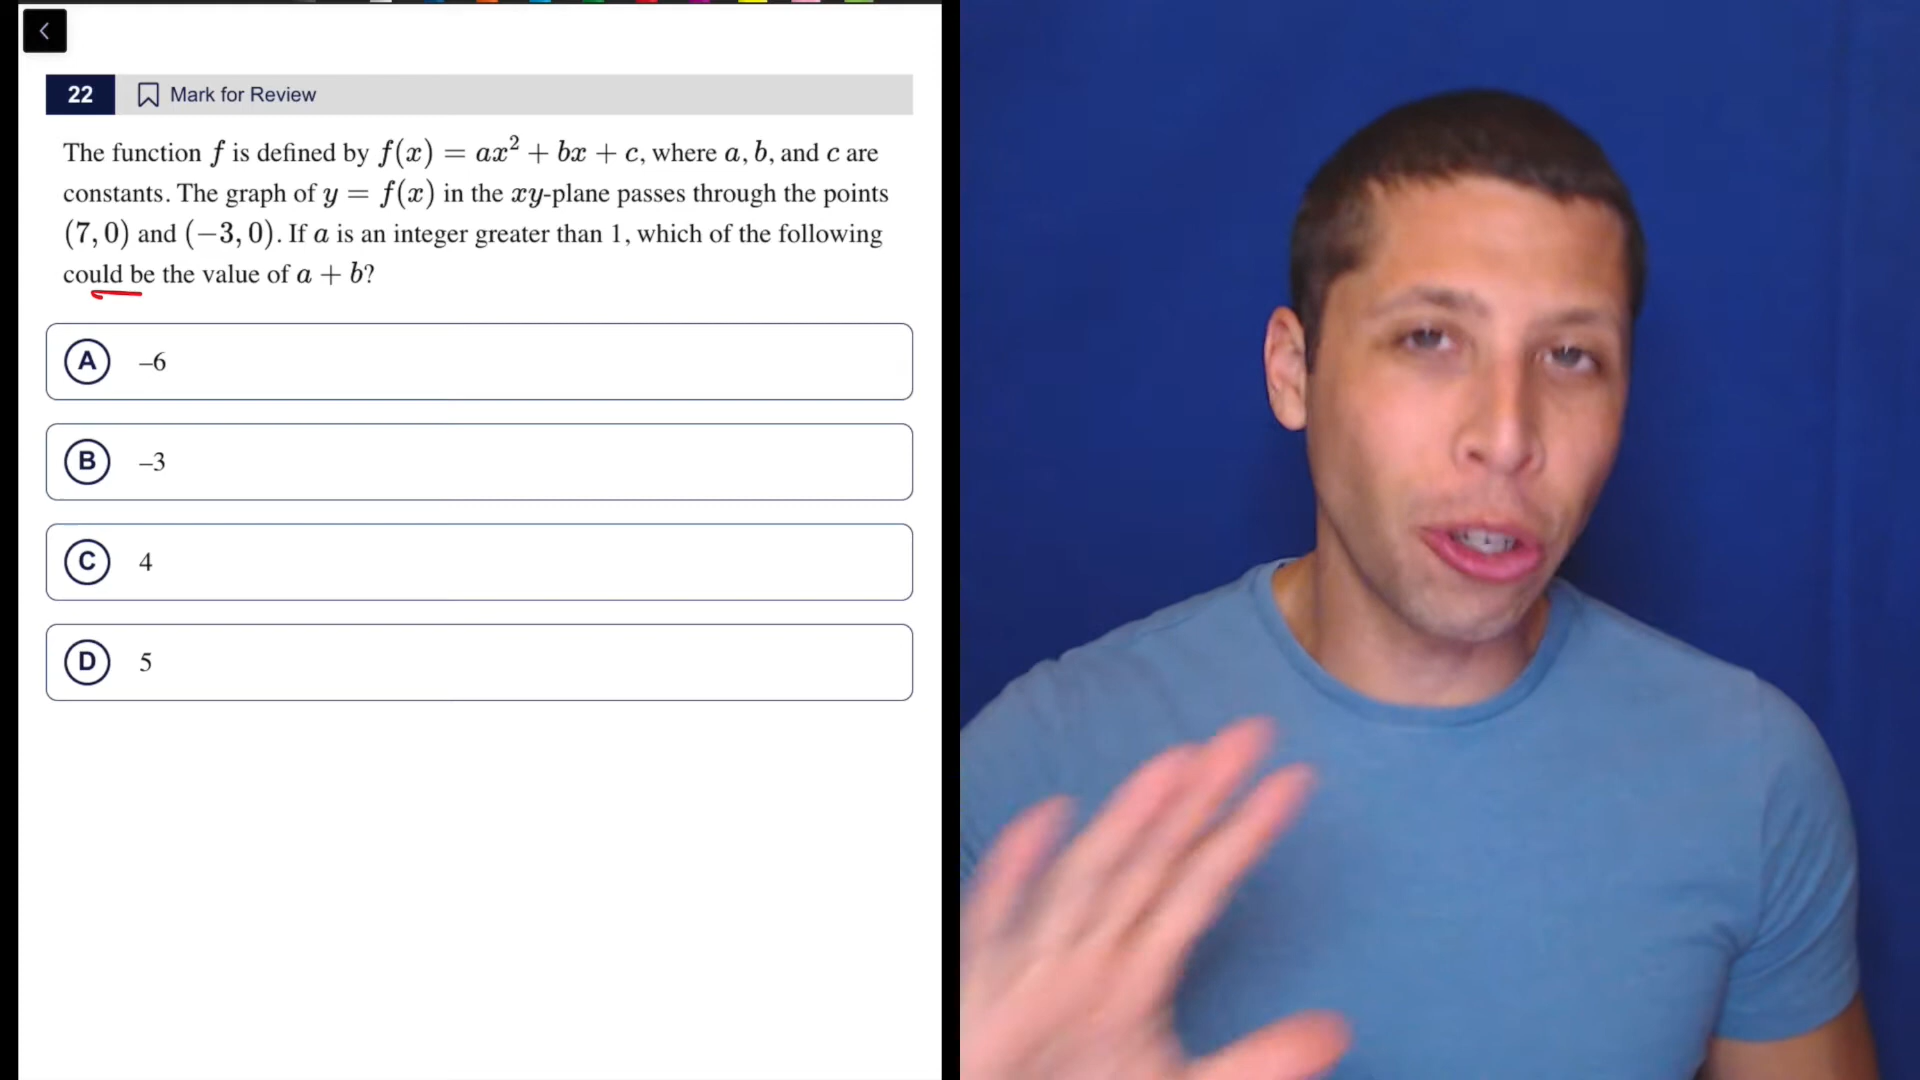 22 Mark for Review
The function f is defined by f(x) = ax² + bx + c, where a, b, and c are
constants. The graph of y = f(x) in the xy-plane passes through the points
(7, 0) and (−3, 0). If a is an integer greater than 1, which of the following
could be the value of a + b?
A –6
B –3
C 4
D 5